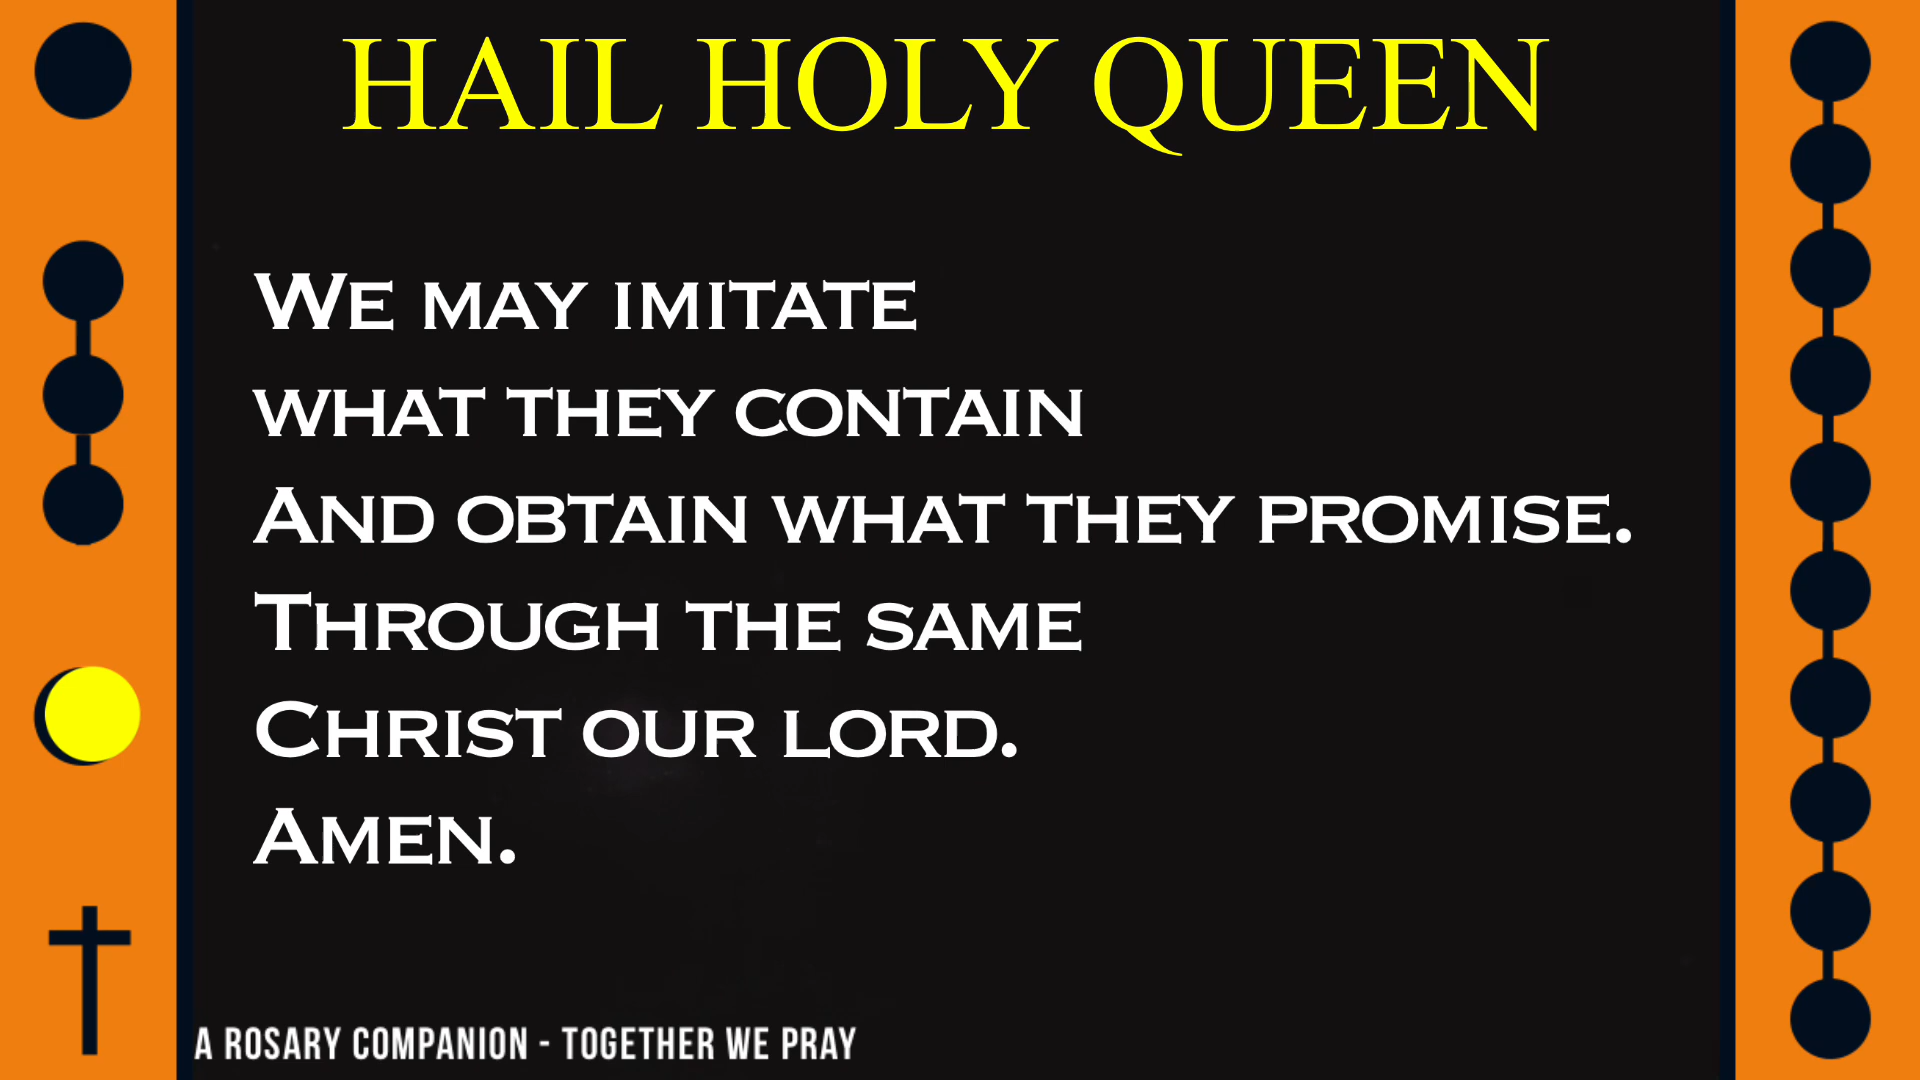 HAIL HOLY QUEEN
We may imitate
what they contain
And obtain what they promise.
Through the same
Christ our lord.
Amen.
A ROSARY COMPANION - TOGETHER WE PRAY